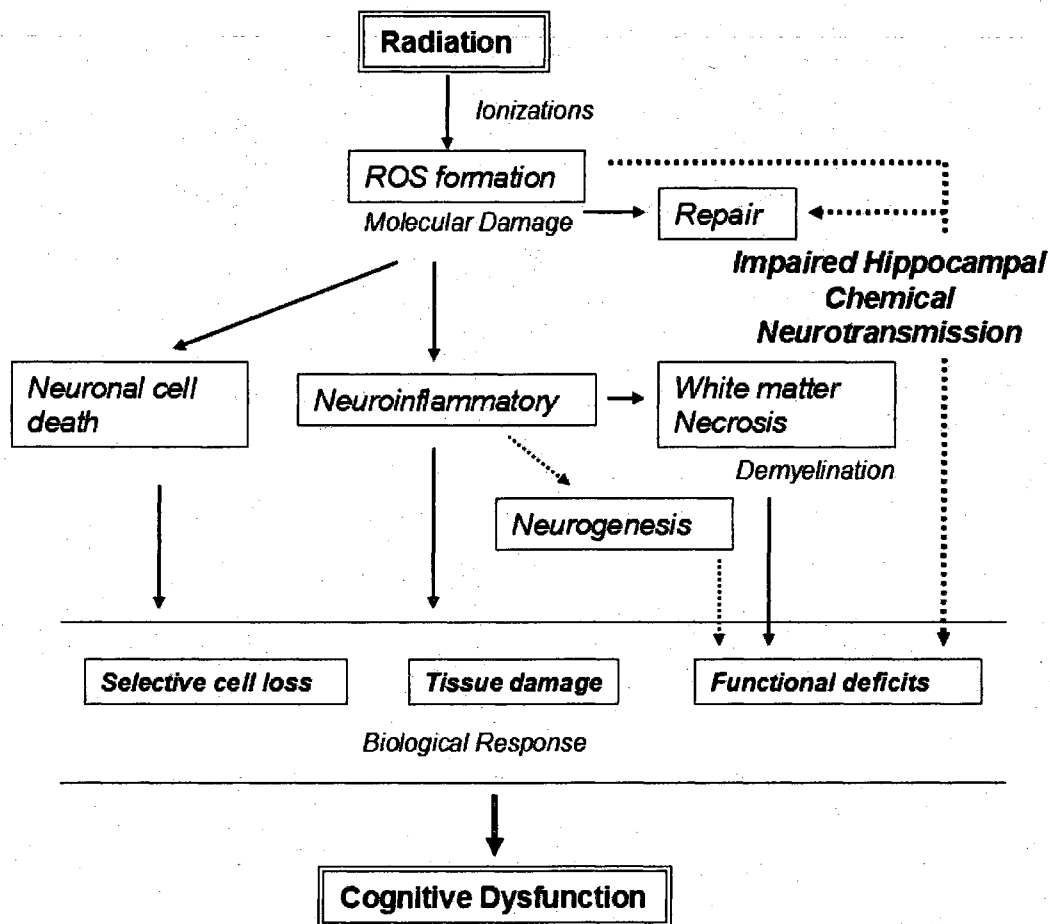 Radiation
Ionizations
ROS formation
Molecular Damage
Repair
Impaired Hippocampal
Chemical
Neurotransmission
Neuronal cell
death
Neuroinflammatory
White matter
Necrosis
Demyelination
Neurogenesis
Selective cell loss
Tissue damage
Functional deficits
Biological Response
Cognitive Dysfunction